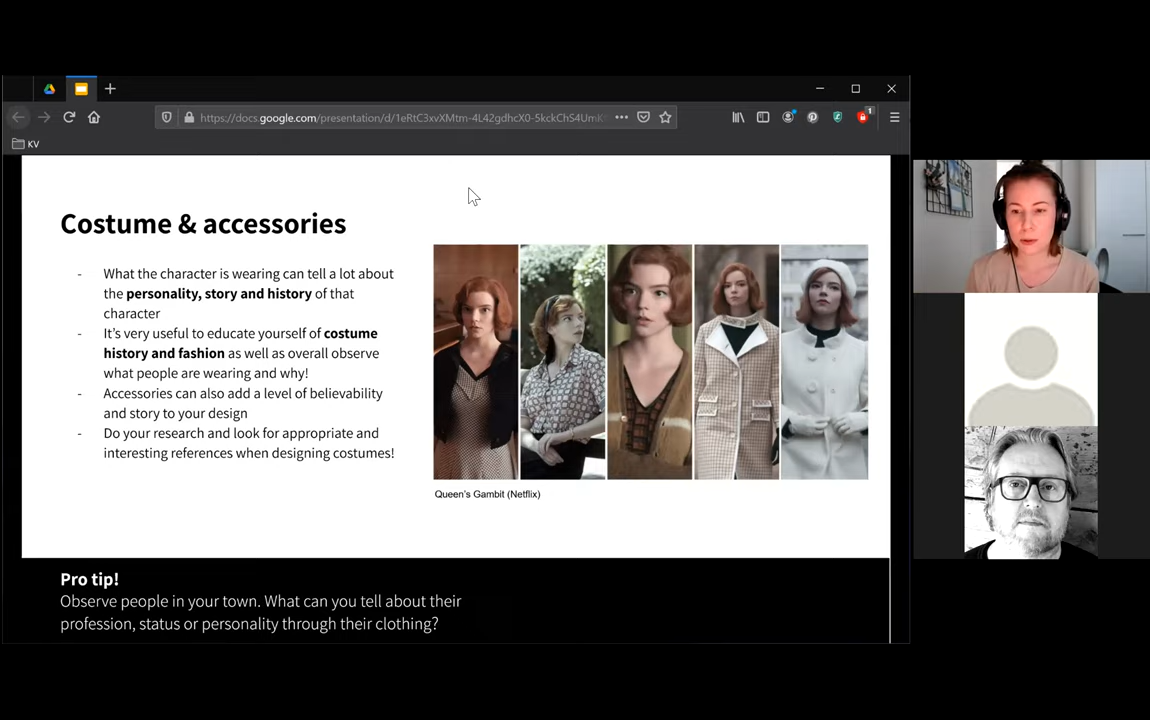 https://docs.google.com/presentation/d/1eRtC3xvXMtm-4L42gdhcX0-5kckChS4UmK
1
KV
Costume & accessories
- What the character is wearing can tell a lot about
the personality, story and history of that
character
- It's very useful to educate yourself of costume
history and fashion as well as overall observe
what people are wearing and why!
- Accessories can also add a level of believability
and story to your design
- Do your research and look for appropriate and
interesting references when designing costumes!
Queen's Gambit (Netflix)
Pro tip!
Observe people in your town. What can you tell about their
profession, status or personality through their clothing?